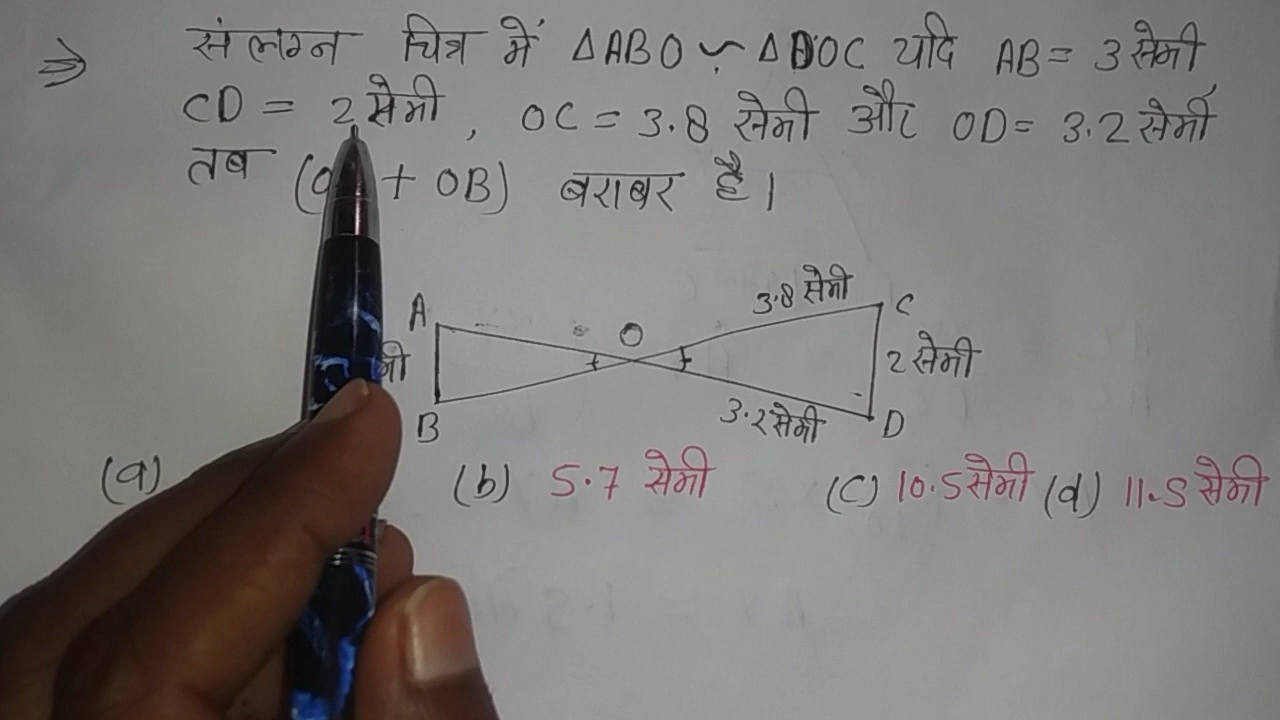 ⇒ संलग्न चित्र में ΔABO ~ ΔDOC यदि AB = 3 सेमी
CD = 2 सेमी, OC = 3.8 सेमी और OD = 3.2 सेमी
तब ( + OB) बराबर है।
3.8 सेमी
A O C
मी 2 सेमी
B 3.2 सेमी D
(a) (b) 5.7 सेमी (c) 10.5 सेमी (d) 11.5 सेमी